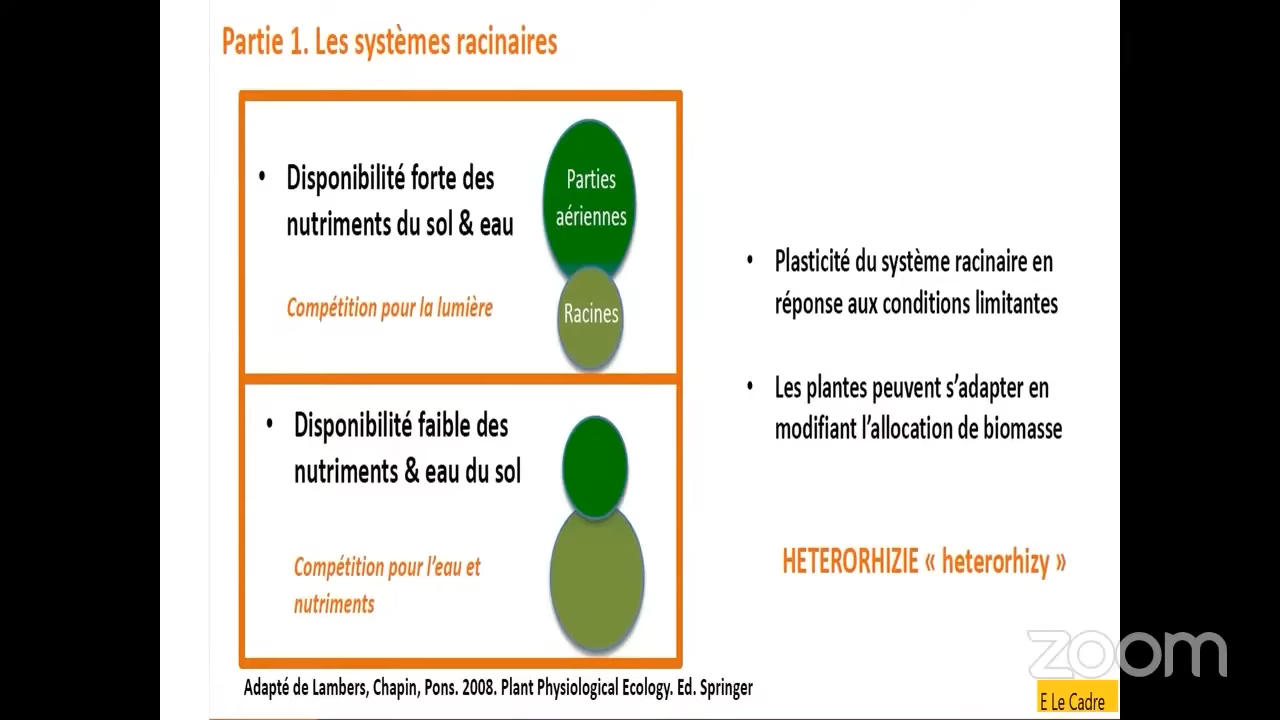 Partie 1. Les systèmes racinaires
• Disponibilité forte des
nutriments du sol & eau
Compétition pour la lumière
Parties
aériennes
Racines
• Disponibilité faible des
nutriments & eau du sol
Compétition pour l'eau et
nutriments
• Plasticité du système racinaire en
réponse aux conditions limitantes
• Les plantes peuvent s'adapter en
modifiant l'allocation de biomasse
HETERORHIZIE « heterorhizy »
Adapté de Lambers, Chapin, Pons. 2008. Plant Physiological Ecology. Ed. Springer
zoom
E Le Cadre